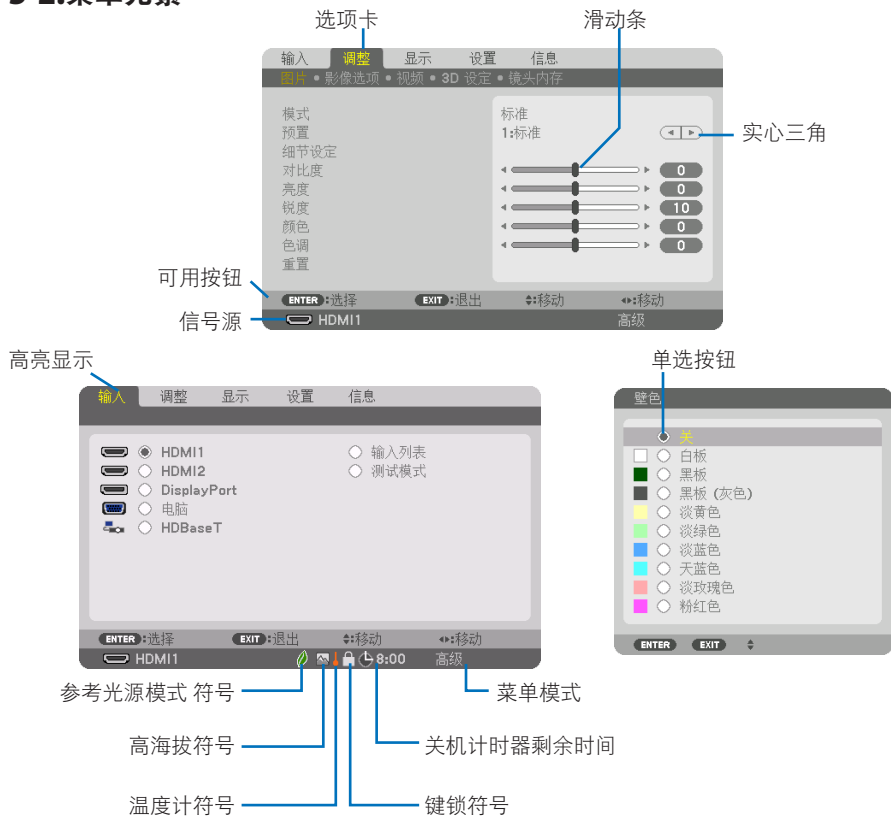 选项卡
滑动条
输入 调整 显示 设置 信息
图片 • 影像选项 • 视频 • 3D 设定 • 镜头内存
模式 标准
预置 1:标准
实心三角
细节设定
对比度 0
亮度 0
锐度 10
颜色 0
色调 0
重置
可用按钮
ENTER:选择 EXIT:退出 :移动 :移动
信号源
HDMI1 高级
高亮显示
单选按钮
输入 调整 显示 设置 信息
HDMI1 输入列表
HDMI2 测试模式
DisplayPort
电脑
HDBaseT
ENTER:选择 EXIT:退出 :移动 :移动
HDMI1 8:00 高级
壁色
关
白板
黑板
黑板 (灰色)
淡黄色
淡绿色
淡蓝色
天蓝色
淡玫瑰色
粉红色
ENTER EXIT
参考光源模式 符号
菜单模式
高海拔符号
关机计时器剩余时间
温度计符号
键锁符号